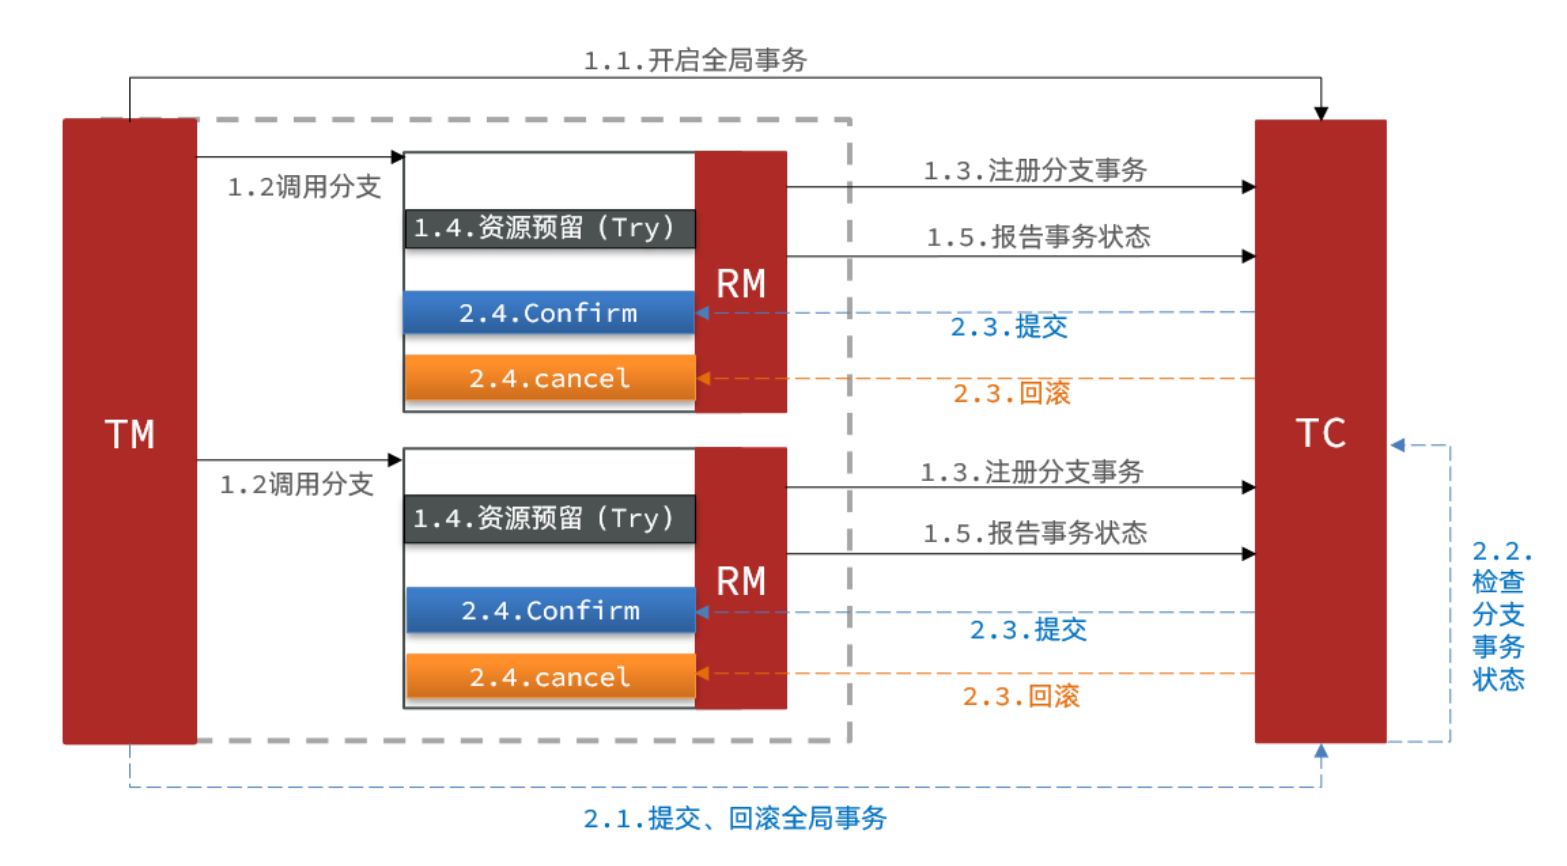 1.1.开启全局事务
1.2调用分支
1.3.注册分支事务
1.4.资源预留（Try）
1.5.报告事务状态
RM
2.4.Confirm
2.3.提交
2.4.cancel
2.3.回滚
TM
TC
1.2调用分支
1.3.注册分支事务
1.4.资源预留（Try）
1.5.报告事务状态
RM
2.4.Confirm
2.3.提交
2.4.cancel
2.3.回滚
2.2.
检查
分支
事务
状态
2.1.提交、回滚全局事务